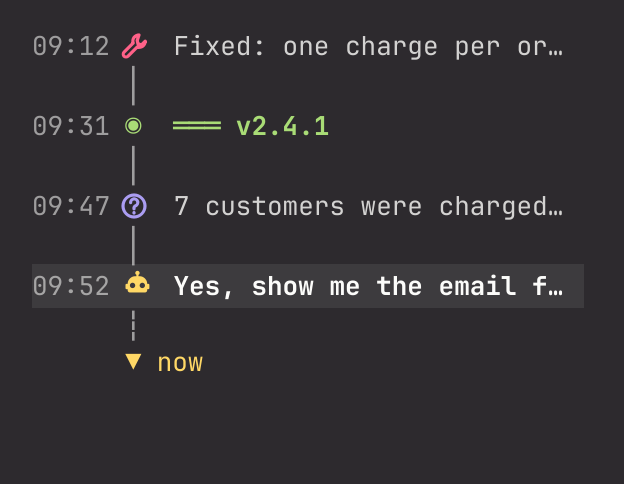 09:12 Fixed: one charge per or…
09:31 ═══ v2.4.1
09:47 7 customers were charged…
09:52 Yes, show me the email f…
▼ now